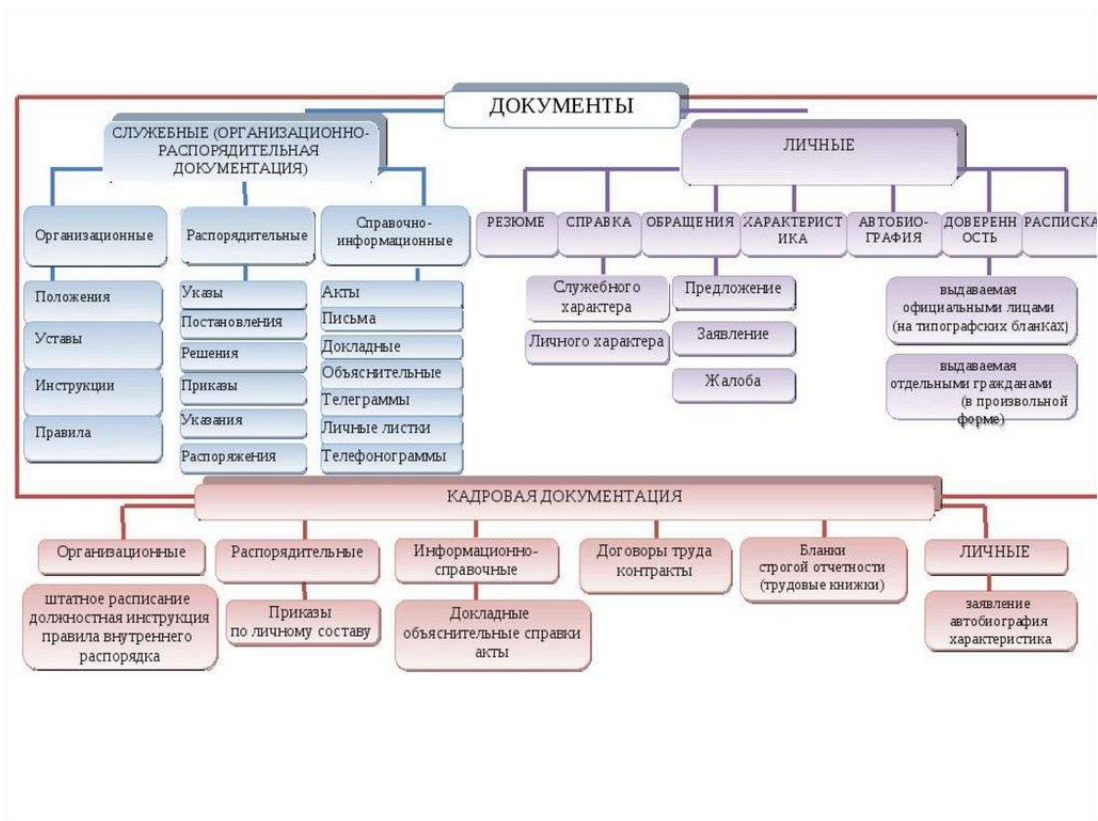 ДОКУМЕНТЫ
СЛУЖЕБНЫЕ (ОРГАНИЗАЦИОННО-
РАСПОРЯДИТЕЛЬНАЯ
ДОКУМЕНТАЦИЯ)
Организационные
Положения
Уставы
Инструкции
Правила
Распорядительные
Указы
Постановления
Решения
Приказы
Указания
Распоряжения
Справочно-
информационные
Акты
Письма
Докладные
Объяснительные
Телеграммы
Личные листки
Телефонограммы
ЛИЧНЫЕ
РЕЗЮМЕ
СПРАВКА
Служебного
характера
Личного характера
ОБРАЩЕНИЯ
Предложение
Заявление
Жалоба
ХАРАКТЕРИСТ
ИКА
АВТОБИО-
ГРАФИЯ
ДОВЕРЕНН
ОСТЬ
выдаваемая
официальными лицами
(на типографских бланках)
выдаваемая
отдельными гражданами
(в произвольной
форме)
РАСПИСКА
КАДРОВАЯ ДОКУМЕНТАЦИЯ
Организационные
штатное расписание
должностная инструкция
правила внутреннего
распорядка
Распорядительные
Приказы
по личному составу
Информационно-
справочные
Докладные
объяснительные справки
акты
Договоры труда
контракты
Бланки
строгой отчетности
(трудовые книжки)
ЛИЧНЫЕ
заявление
автобиография
характеристика